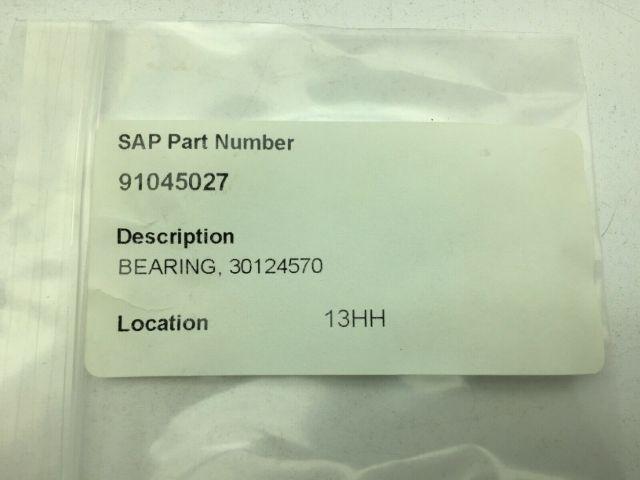 SAP Part Number
91045027
Description
BEARING, 30124570
Location 13HH